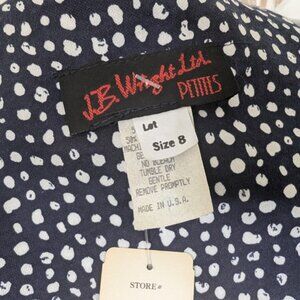 J.B. Wright Ltd.
PETITES
Lot
Size 8
NO BLEACH
TUMBLE DRY
GENTLE
REMOVE PROMPTLY
MADE IN U.S.A.
STORE #